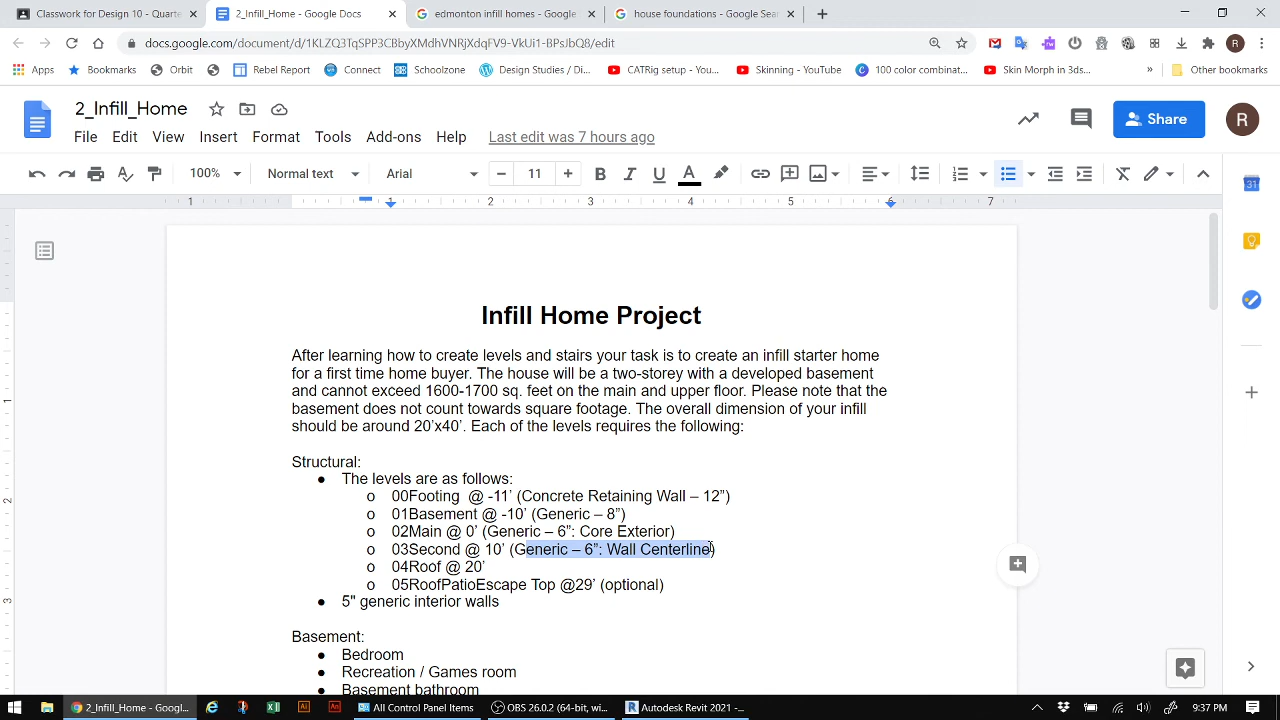 Classwork for Design 10 - Quarte
2_Infill_Home - Google Docs
edmonton infill homes - Google
house foundations - Google Sear
docs.google.com/document/d/1KLZQ3TpSPP3CByXMdhVNRjXdqFV9-VkUi1-BPsJbQ8/edit
Apps
Bookmarks
Orbit
Rebel Report
Connect
Schoolzone
Design Studies / Di...
CATRig setup - You...
Skinning - YouTube
100 color combinat...
Skin Morph in 3ds...
»
Other bookmarks
2_Infill_Home
File Edit View Insert Format Tools Add-ons Help Last edit was 7 hours ago
Share
R
100% Normal text Arial 11 B I U A
1 1 2 3 4 5 6 7
Infill Home Project
After learning how to create levels and stairs your task is to create an infill starter home
for a first time home buyer. The house will be a two-storey with a developed basement
and cannot exceed 1600-1700 sq. feet on the main and upper floor. Please note that the
basement does not count towards square footage. The overall dimension of your infill
should be around 20'x40'. Each of the levels requires the following:
Structural:
● The levels are as follows:
o 00Footing @ -11' (Concrete Retaining Wall – 12”)
o 01Basement @ -10' (Generic – 8”)
o 02Main @ 0' (Generic – 6”: Core Exterior)
o 03Second @ 10' (Generic – 6”: Wall Centerline)
o 04Roof @ 20'
o 05RoofPatioEscape Top @29' (optional)
● 5" generic interior walls
Basement:
● Bedroom
● Recreation / Games room
● Basement bathroom
2_Infill_Home - Googl...
All Control Panel Items
OBS 26.0.2 (64-bit, wi...
Autodesk Revit 2021 -...
9:37 PM